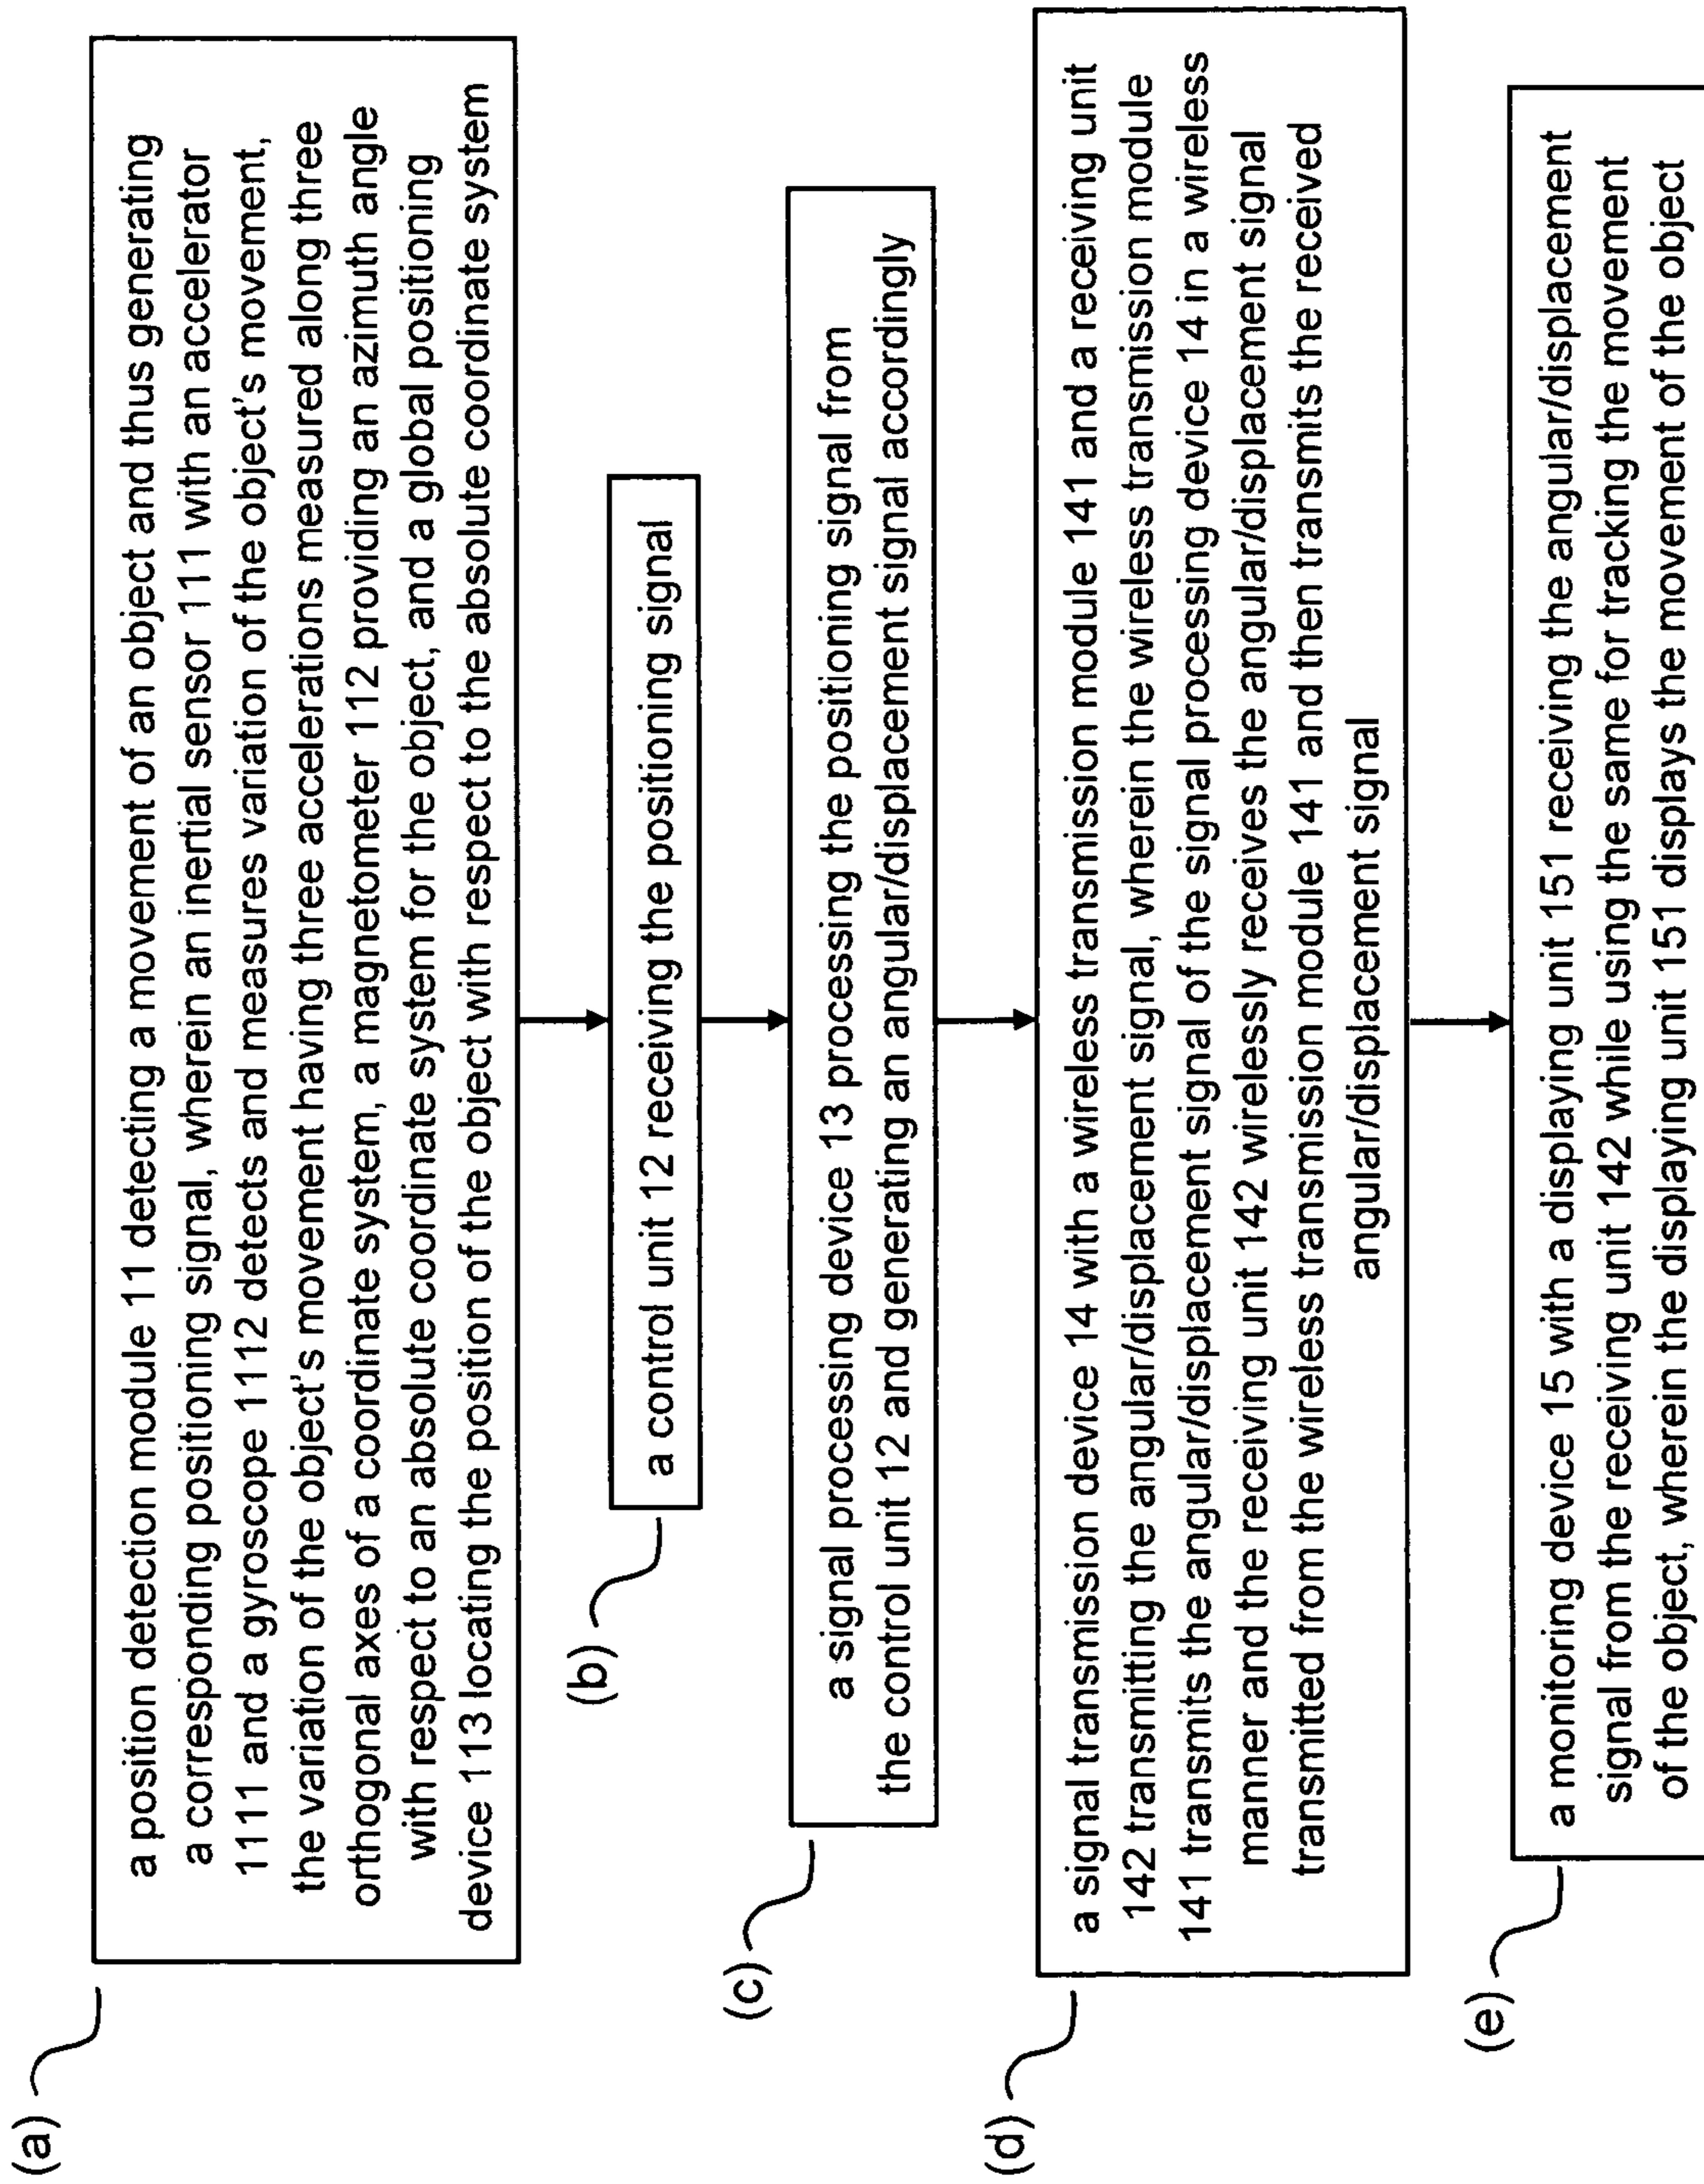 (a)
a position detection module 11 detecting a movement of an object and thus generating
a corresponding positioning signal, wherein an inertial sensor 111 with an accelerator
1111 and a gyroscope 1112 detects and measures variation of the object's movement,
the variation of the object's movement having three accelerations measured along three
orthogonal axes of a coordinate system, a magnetometer 112 providing an azimuth angle
with respect to an absolute coordinate system for the object, and a global positioning
device 113 locating the position of the object with respect to the absolute coordinate system
(b)
a control unit 12 receiving the positioning signal
(c)
a signal processing device 13 processing the positioning signal from
the control unit 12 and generating an angular/displacement signal accordingly
(d)
a signal transmission device 14 with a wireless transmission module 141 and a receiving unit
142 transmitting the angular/displacement signal, wherein the wireless transmission module
141 transmits the angular/displacement signal of the signal processing device 14 in a wireless
manner and the receiving unit 142 wirelessly receives the angular/displacement signal
transmitted from the wireless transmission module 141 and then transmits the received
angular/displacement signal
(e)
a monitoring device 15 with a displaying unit 151 receiving the angular/displacement
signal from the receiving unit 142 while using the same for tracking the movement
of the object, wherein the displaying unit 151 displays the movement of the object